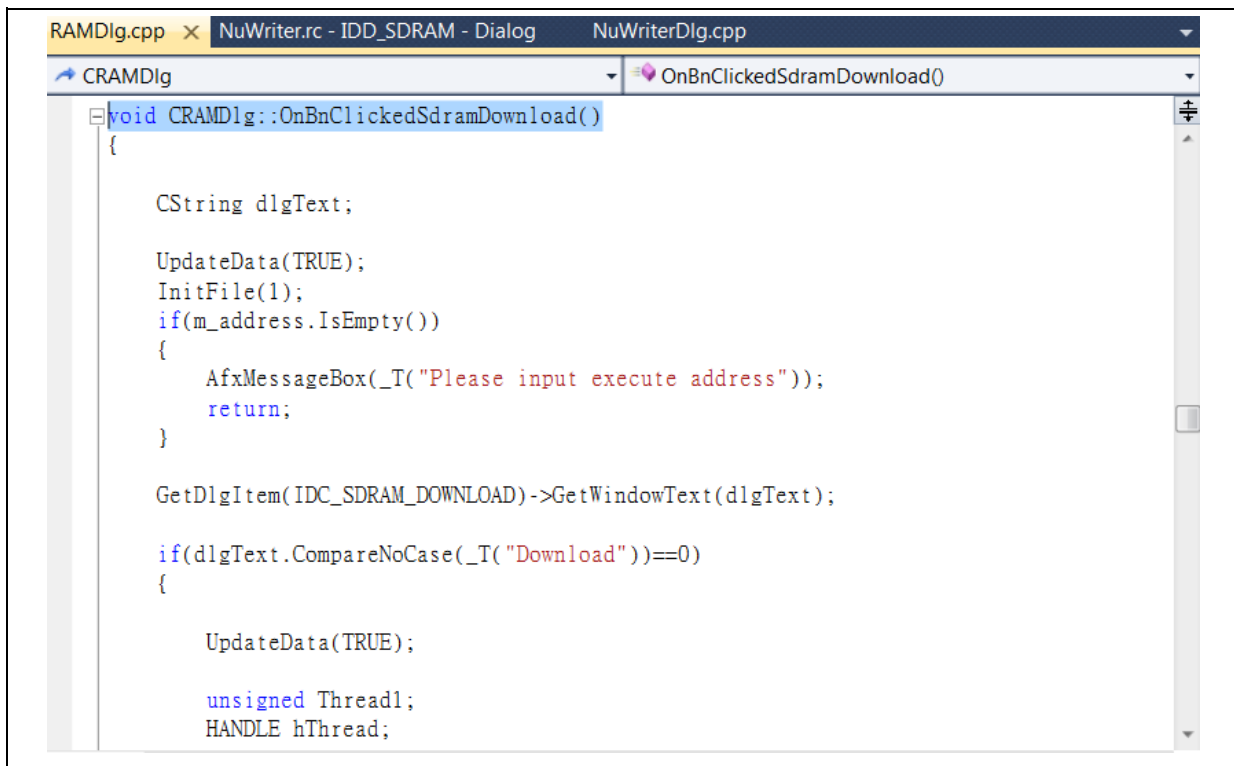 RAMDlg.cpp × NuWriter.rc - IDD_SDRAM - Dialog NuWriterDlg.cpp
CRAMDlg OnBnClickedSdramDownload()
void CRAMDlg::OnBnClickedSdramDownload()
{
CString dlgText;
UpdateData(TRUE);
InitFile(1);
if(m_address.IsEmpty())
{
AfxMessageBox(_T("Please input execute address"));
return;
}
GetDlgItem(IDC_SDRAM_DOWNLOAD)->GetWindowText(dlgText);
if(dlgText.CompareNoCase(_T("Download"))==0)
{
UpdateData(TRUE);
unsigned Thread1;
HANDLE hThread;